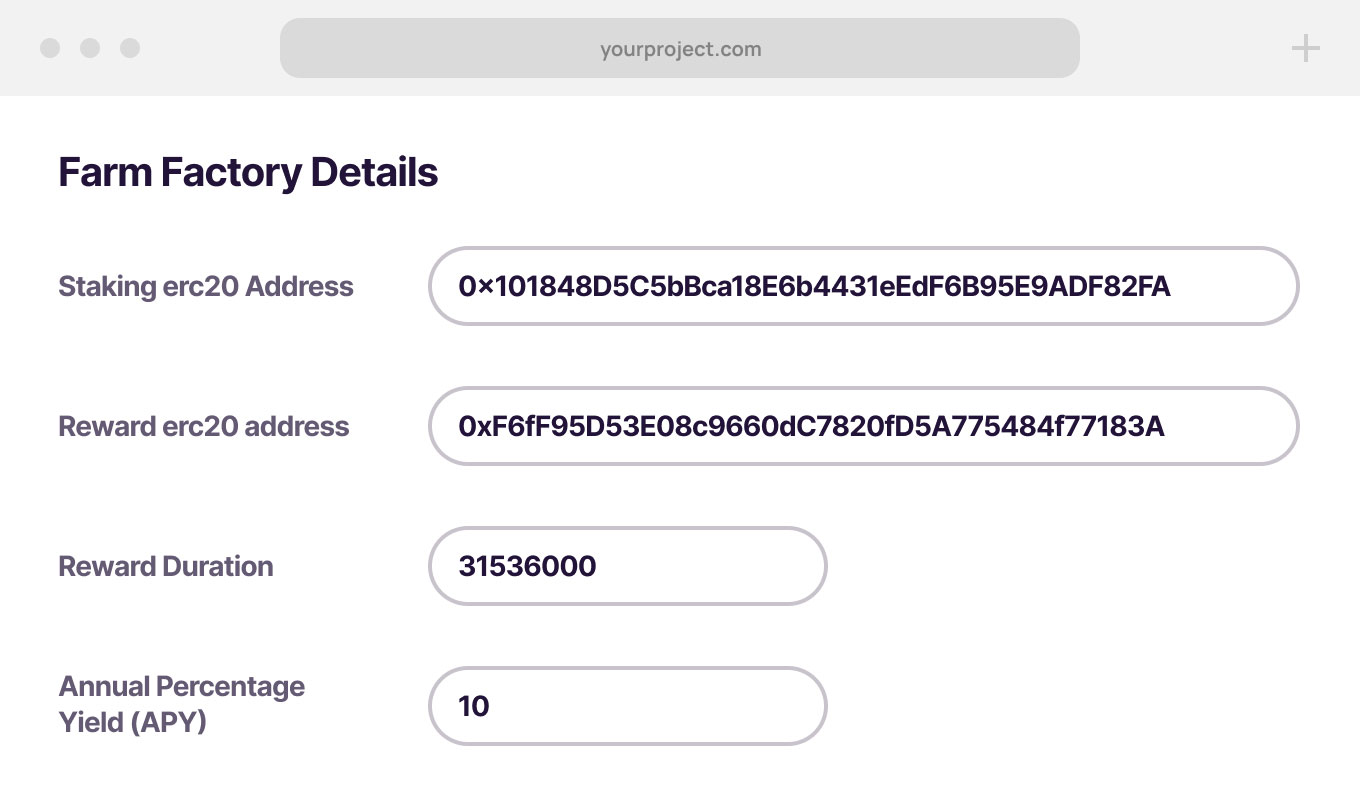 yourproject.com
Farm Factory Details
Staking erc20 Address
0×101848D5C5bBca18E6b4431eEdF6B95E9ADF82FA
Reward erc20 address
0xF6fF95D53E08c9660dC7820fD5A775484f77183A
Reward Duration
31536000
Annual Percentage
Yield (APY)
10